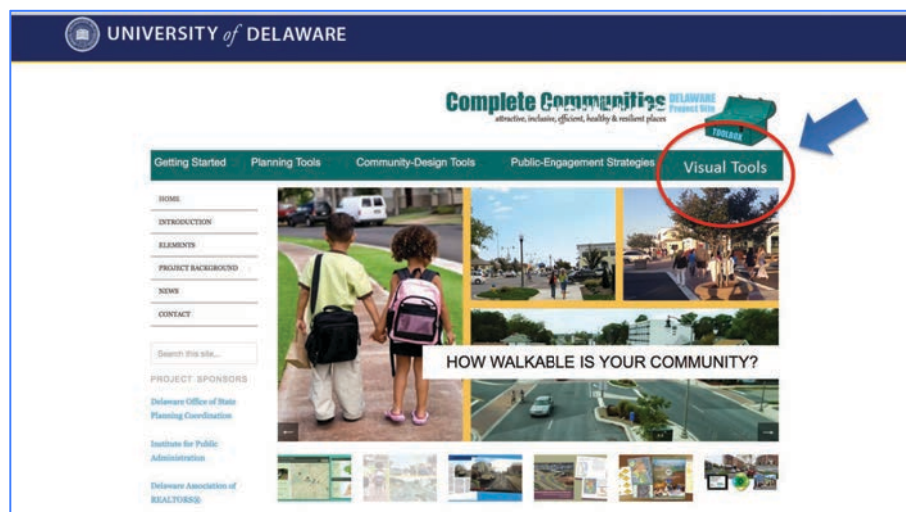 UNIVERSITY of DELAWARE
Complete Communities
DELAWARE
Project Site
attractive, inclusive, efficient, healthy & resilient places
TOOLBOX
Getting Started Planning Tools Community-Design Tools Public-Engagement Strategies Visual Tools
HOME
INTRODUCTION
ELEMENTS
PROJECT BACKGROUND
NEWS
CONTACT
Search this site...
PROJECT SPONSORS
Delaware Office of State
Planning Coordination
Institute for Public
Administration
Delaware Association of
REALTORS®
HOW WALKABLE IS YOUR COMMUNITY?